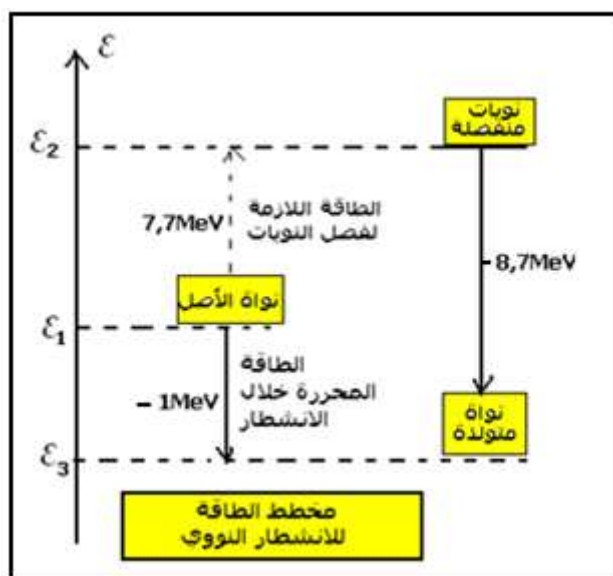 ℰ
نويات
منفصلة
ℰ2
الطاقة اللازمة
لفصل النويات
7,7MeV
- 8,7MeV
نواة الأصل
ℰ1
الطاقة
المحررة خلال
الانشطار
– 1MeV
نواة
متولدة
ℰ3
مخطط الطاقة
للانشطار النووي